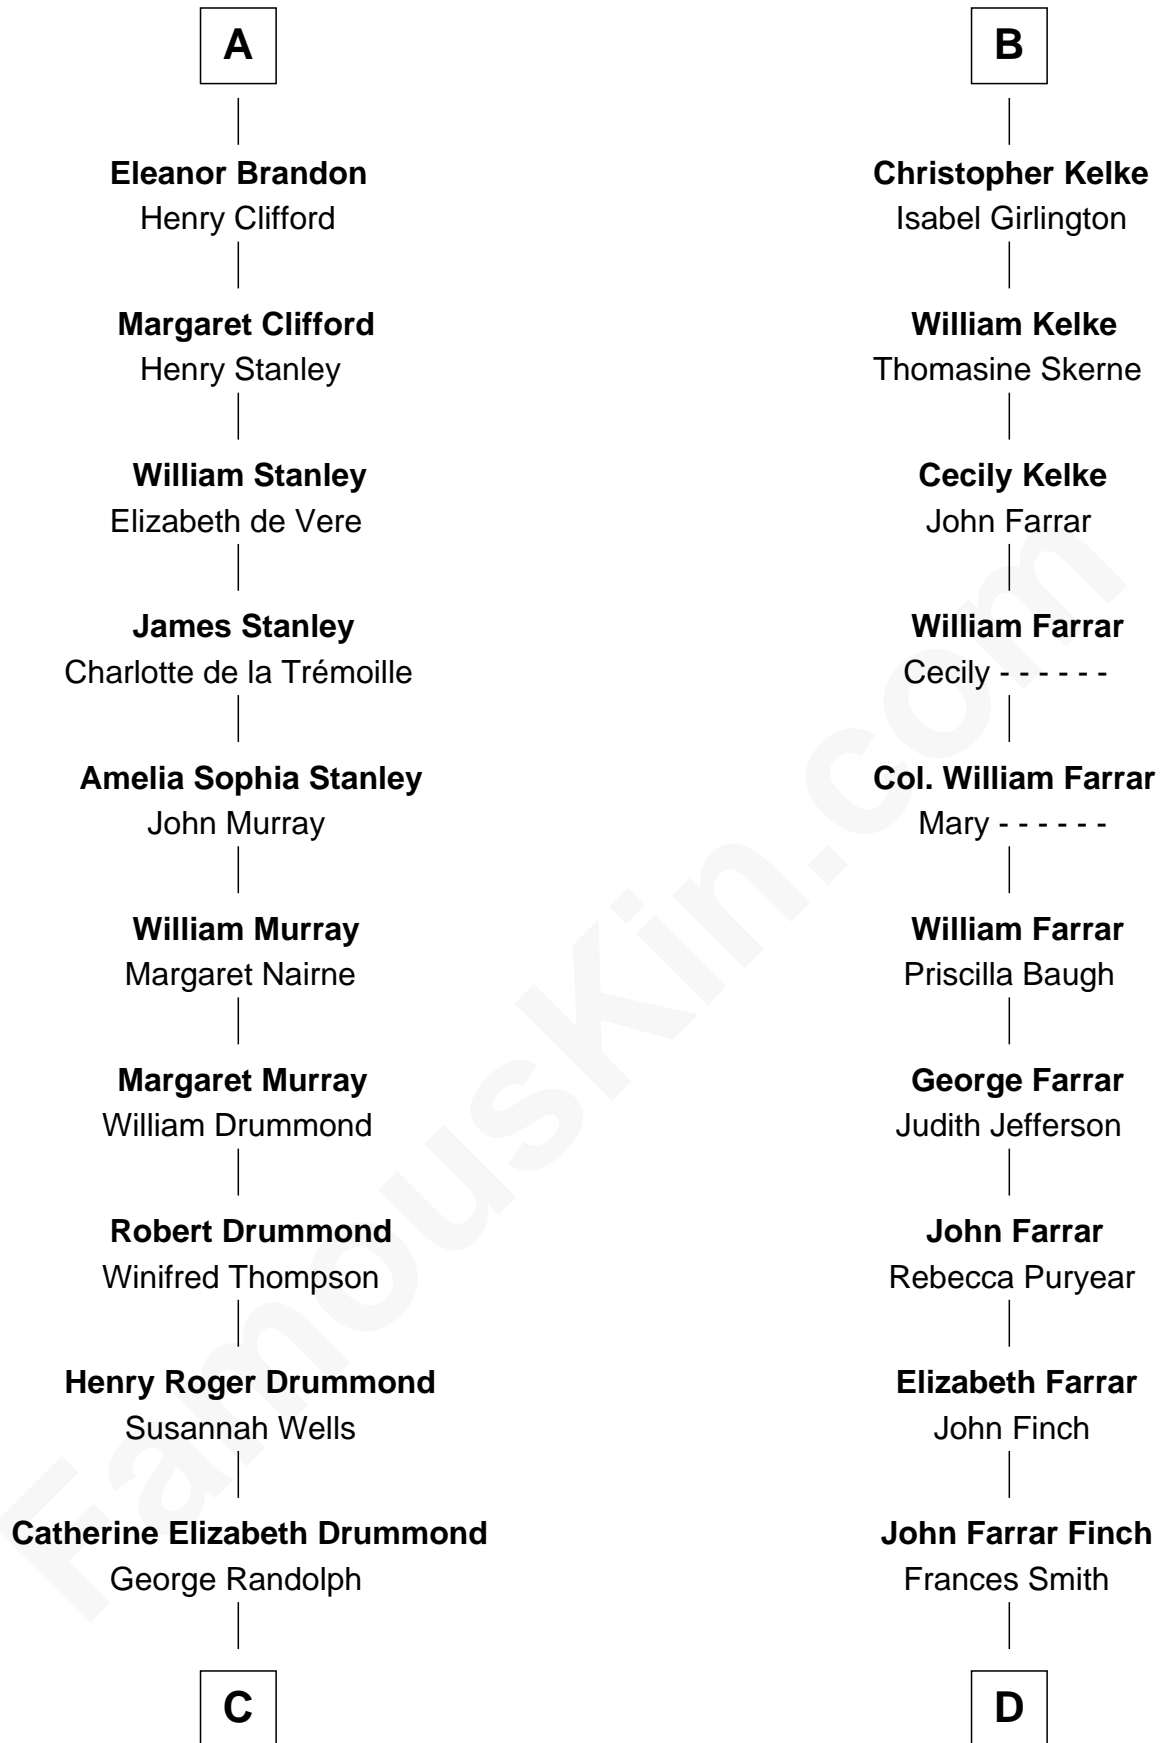 A
Eleanor Brandon
Henry Clifford
Margaret Clifford
Henry Stanley
William Stanley
Elizabeth de Vere
James Stanley
Charlotte de la Trémoille
Amelia Sophia Stanley
John Murray
William Murray
Margaret Nairne
Margaret Murray
William Drummond
Robert Drummond
Winifred Thompson
Henry Roger Drummond
Susannah Wells
Catherine Elizabeth Drummond
George Randolph
C
B
Christopher Kelke
Isabel Girlington
William Kelke
Thomasine Skerne
Cecily Kelke
John Farrar
William Farrar
Cecily - - - - - -
Col. William Farrar
Mary - - - - - -
William Farrar
Priscilla Baugh
George Farrar
Judith Jefferson
John Farrar
Rebecca Puryear
Elizabeth Farrar
John Finch
John Farrar Finch
Frances Smith
D
FamousKin.com